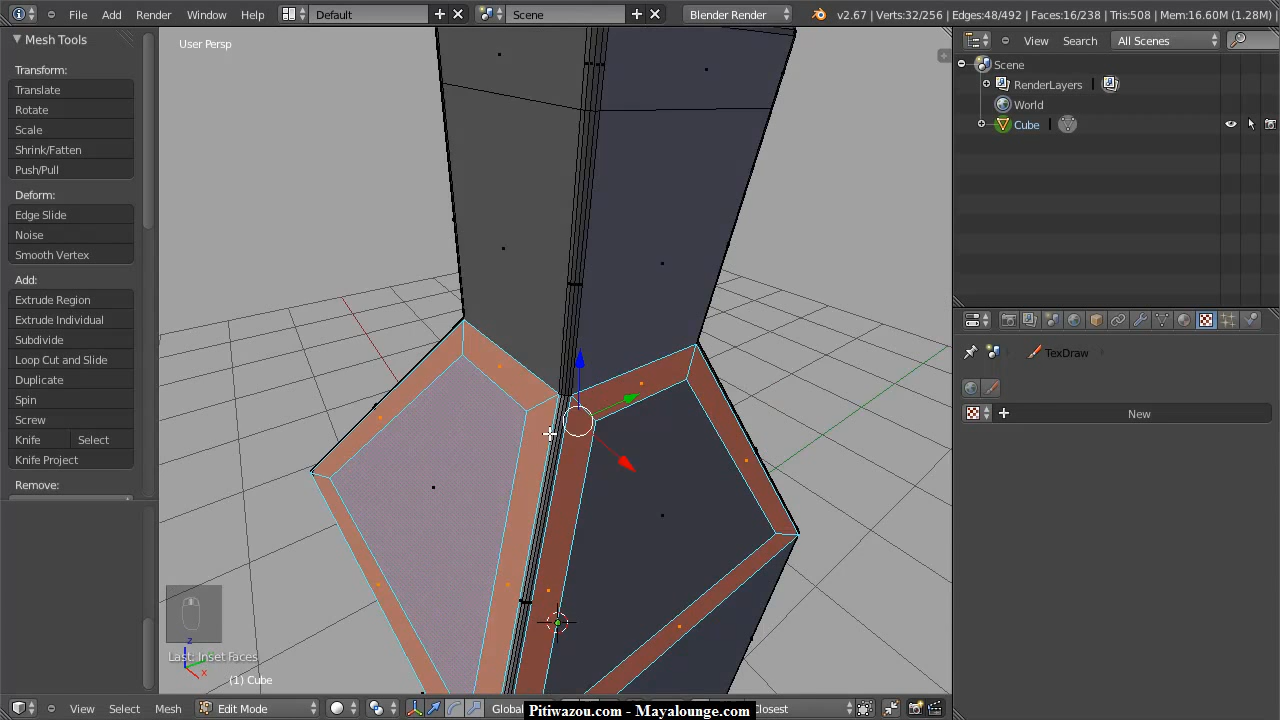 File Add Render Window Help Default Scene Blender Render v2.67 | Verts:32/256 | Edges:48/492 | Faces:16/238 | Tris:508 | Mem:16.60M (1.28M) |
Mesh Tools
Transform:
Translate
Rotate
Scale
Shrink/Fatten
Push/Pull
Deform:
Edge Slide
Noise
Smooth Vertex
Add:
Extrude Region
Extrude Individual
Subdivide
Loop Cut and Slide
Duplicate
Spin
Screw
Knife Select
Knife Project
Remove:
User Persp
z
x
Last: Inset Faces
(1) Cube
View Select Mesh Edit Mode Global Closest
Pitiwazou.com - Mayalounge.com
View Search All Scenes
Scene
RenderLayers |
World
Cube |
TexDraw
New